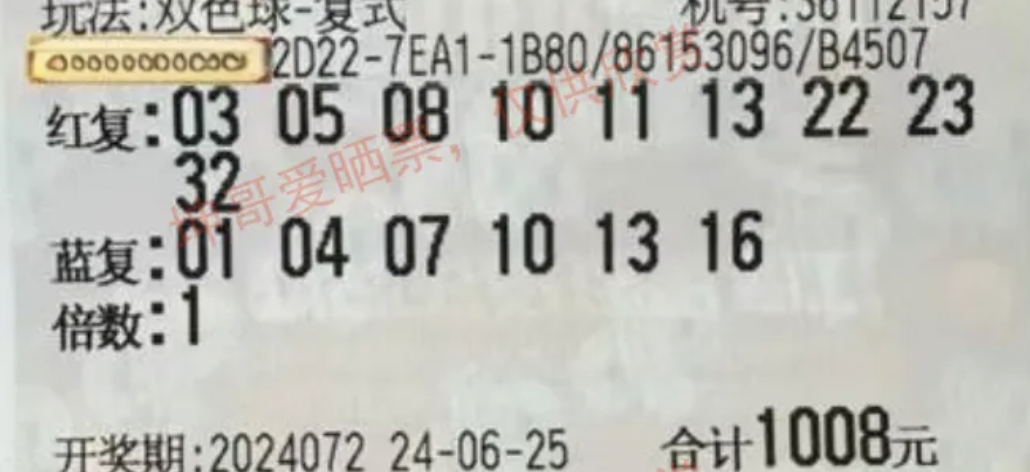 玩法:双色球-复式 机号:36112157
2D22-7EA1-1B80/86153096/B4507
红复:03 05 08 10 11 13 22 23
32
蓝复:01 04 07 10 13 16
倍数:1
开奖期:2024072 24-06-25 合计1008元
哥爱晒票,仅供欣赏